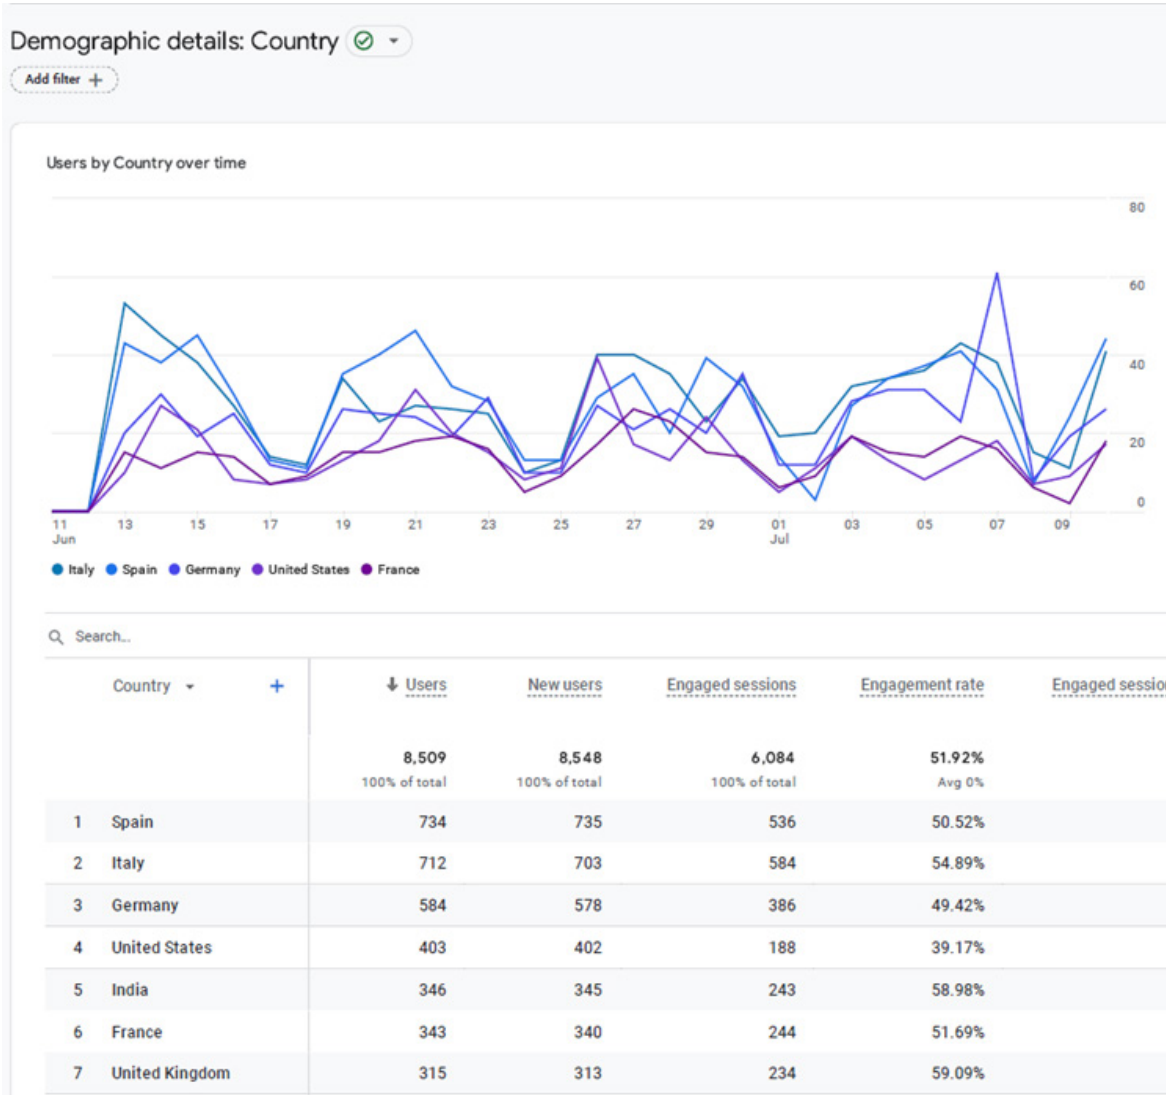 Demographic details: Country
Add filter +
Users by Country over time
80
60
40
20
0
11 13 15 17 19 21 23 25 27 29 01 03 05 07 09
Jun Jul
Italy Spain Germany United States France
Search...
Country + Users New users Engaged sessions Engagement rate Engaged sessio
8,509 8,548 6,084 51.92%
100% of total 100% of total 100% of total Avg 0%
1 Spain 734 735 536 50.52%
2 Italy 712 703 584 54.89%
3 Germany 584 578 386 49.42%
4 United States 403 402 188 39.17%
5 India 346 345 243 58.98%
6 France 343 340 244 51.69%
7 United Kingdom 315 313 234 59.09%